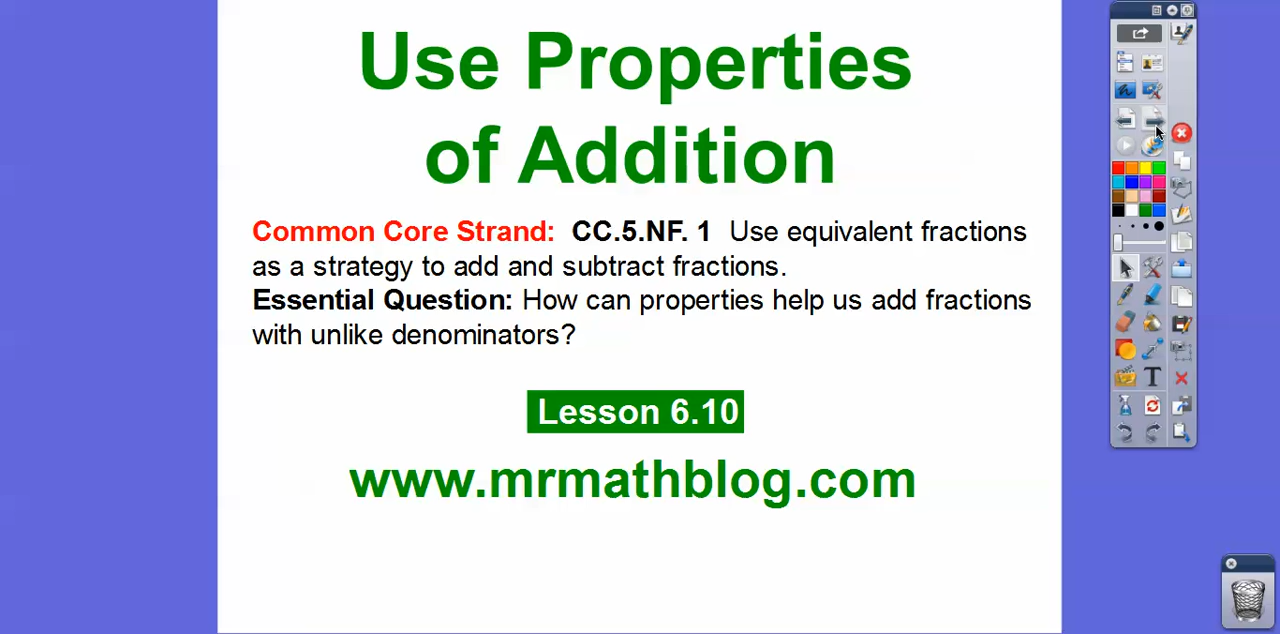 Use Properties
of Addition
Common Core Strand: CC.5.NF. 1 Use equivalent fractions
as a strategy to add and subtract fractions.
Essential Question: How can properties help us add fractions
with unlike denominators?
Lesson 6.10
www.mrmathblog.com